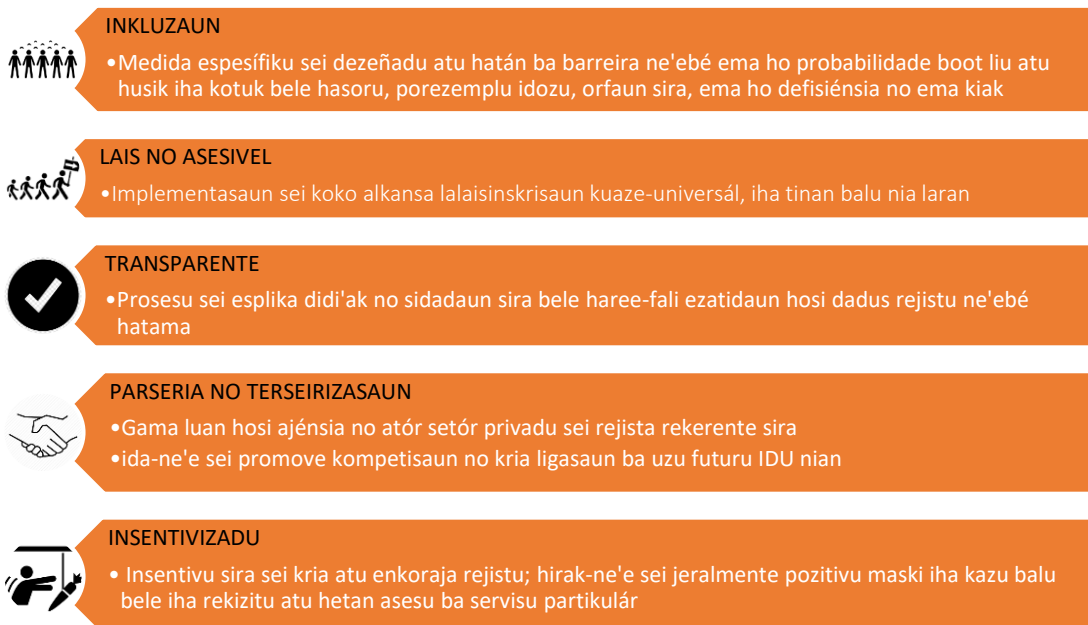 INKLUZAUN
•Medida espesífiku sei dezeñadu atu hatán ba barreira ne'ebé ema ho probabilidade boot liu atu
husik iha kotuk bele hasoru, porezemplu idozu, orfaun sira, ema ho defisiénsia no ema kiak
LAIS NO ASESIVEL
•Implementasaun sei koko alkansa lalaisinskrisaun kuaze-universál, iha tinan balu nia laran
TRANSPARENTE
•Prosesu sei esplika didi'ak no sidadaun sira bele haree-fali ezatidaun hosi dadus rejistu ne'ebé
hatama
PARSERIA NO TERSEIRIZASAUN
•Gama luan hosi ajénsia no atór setór privadu sei rejista rekerente sira
•ida-ne'e sei promove kompetisaun no kria ligasaun ba uzu futuru IDU nian
INSENTIVIZADU
• Insentivu sira sei kria atu enkoraja rejistu; hirak-ne'e sei jeralmente pozitivu maski iha kazu balu
bele iha rekizitu atu hetan asesu ba servisu partikulár